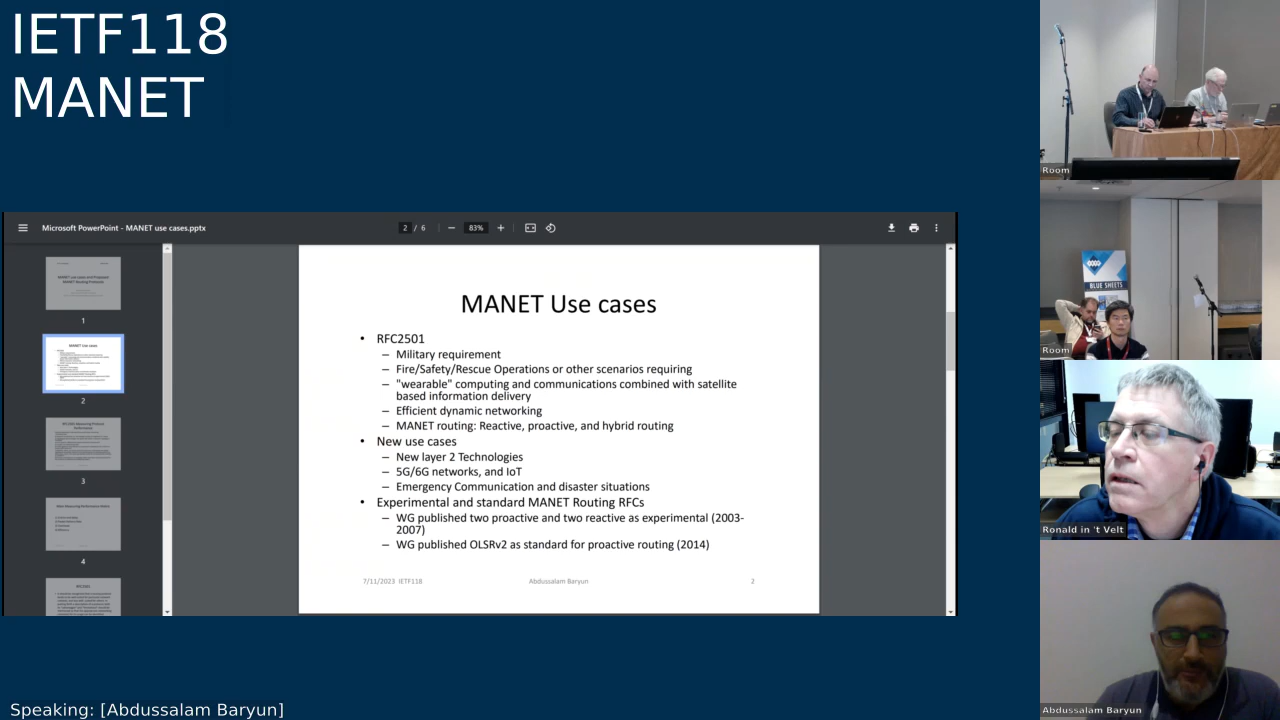 IETF118
MANET
Microsoft PowerPoint - MANET use cases.pptx
2 / 6
83%
1
2
3
4
MANET Use cases
• RFC2501
– Military requirement
– Fire/Safety/Rescue Operations or other scenarios requiring
– "wearable" computing and communications combined with satellite
based information delivery
– Efficient dynamic networking
– MANET routing: Reactive, proactive, and hybrid routing
• New use cases
– New layer 2 Technologies
– 5G/6G networks, and IoT
– Emergency Communication and disaster situations
• Experimental and standard MANET Routing RFCs
– WG published two proactive and two reactive as experimental (2003-
2007)
– WG published OLSRv2 as standard for proactive routing (2014)
7/11/2023 IETF118
Abdussalam Baryun
2
Room
BLUE SHEETS
Room
Ronald in 't Velt
Abdussalam Baryun
Speaking: [Abdussalam Baryun]